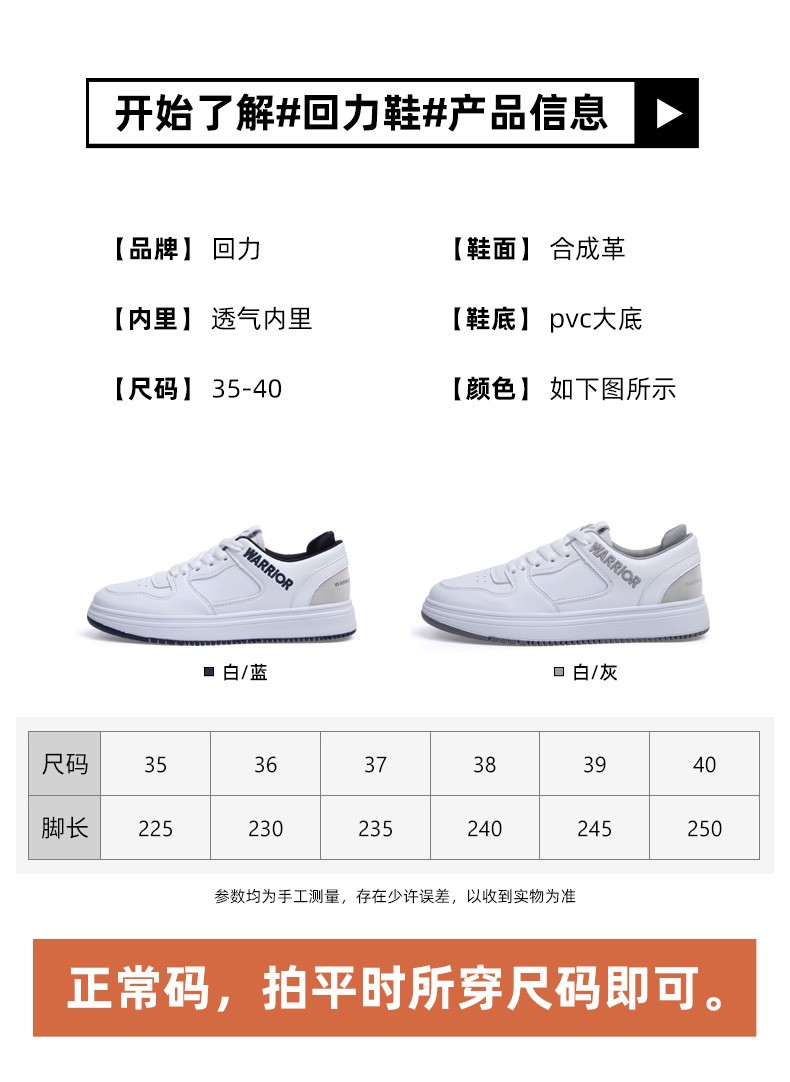 开始了解#回力鞋#产品信息
【品牌】 回力
【鞋面】 合成革
【内里】 透气内里
【鞋底】 pvc大底
【尺码】 35-40
【颜色】 如下图所示
WARRIOR
WARRIOR
白/蓝
白/灰
尺码 35 36 37 38 39 40
脚长 225 230 235 240 245 250
参数均为手工测量，存在少许误差，以收到实物为准
正常码，拍平时所穿尺码即可。